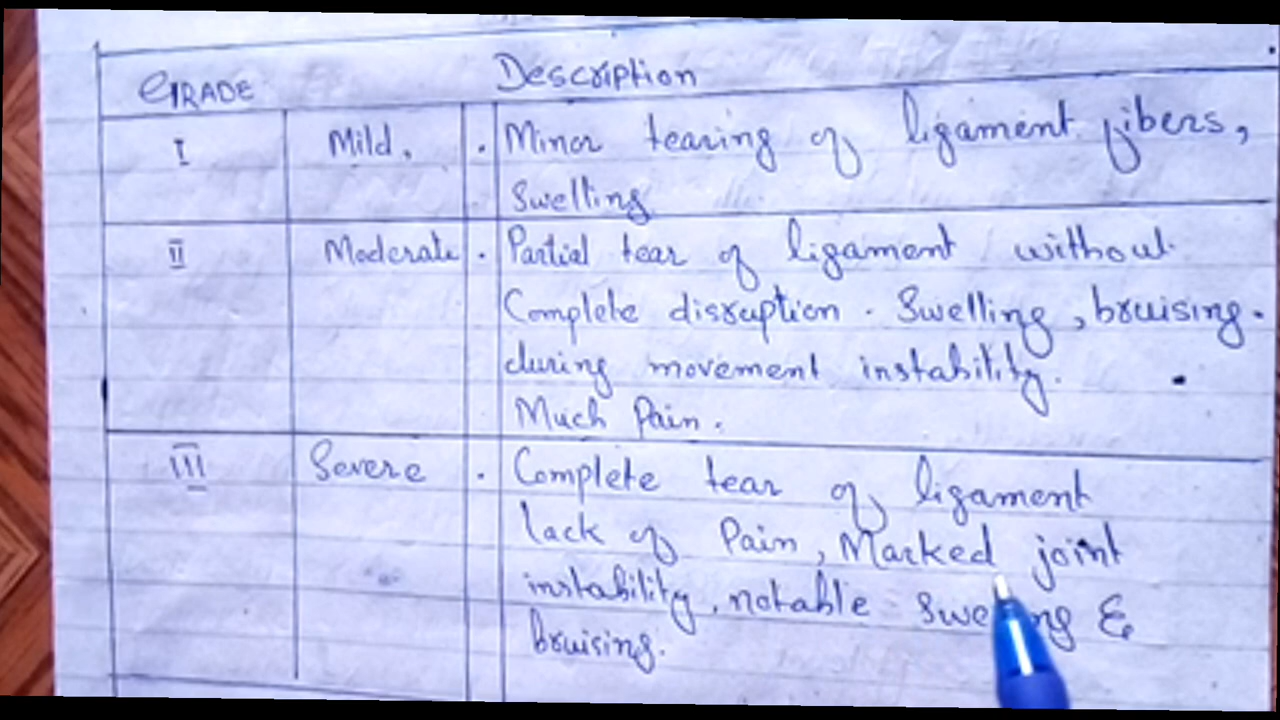 GRADE Description
I Mild. . Minor tearing of ligament fibers,
Swelling
II Moderate . Partial tear of ligament without
Complete disruption. Swelling, bruising.
during movement instability.
Much Pain.
III Severe . Complete tear of ligament
lack of Pain, Marked joint
instability, notable &
bruising.